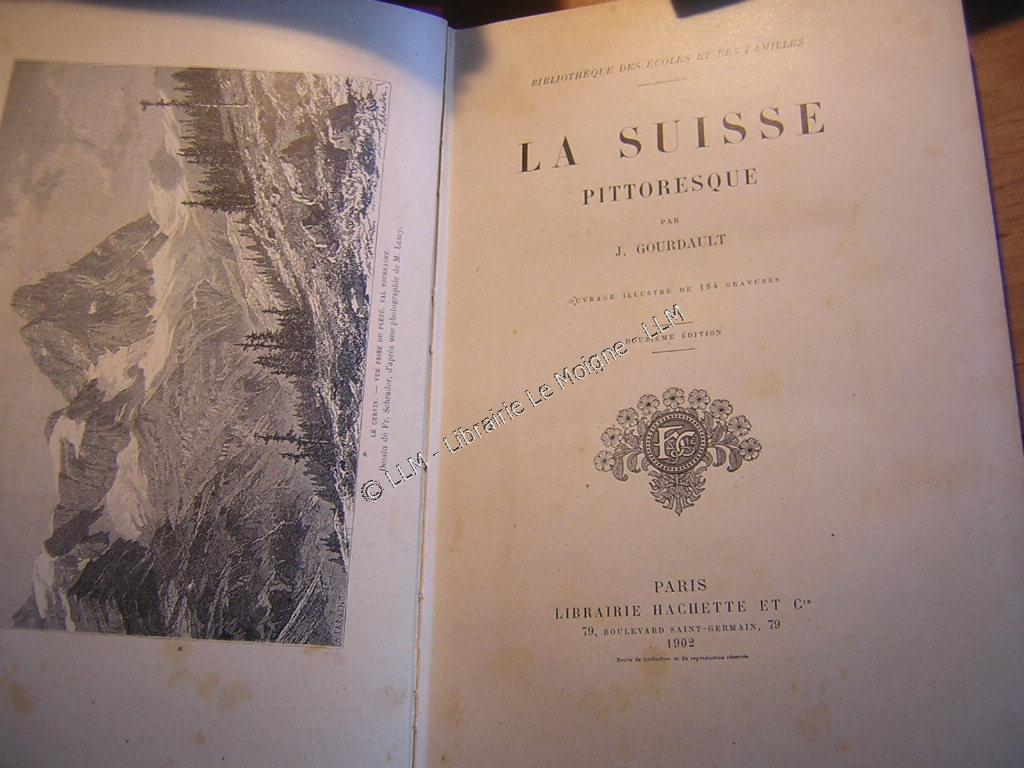 LE CERVIN. — VUE PRISE DU PLETÉ, VAL TOURNANCHE.
Dessin de Fr. Schrader, d'après une photographie de M. Lamy.
BIBLIOTHÈQUE DES ÉCOLES ET DES FAMILLES
LA SUISSE
PITTORESQUE
PAR
J. GOURDAULT
OUVRAGE ILLUSTRÉ DE 184 GRAVURES
DEUXIÈME ÉDITION
© LLM - Librairie Le Moigne - LLM
PARIS
LIBRAIRIE HACHETTE ET Cie
79, BOULEVARD SAINT-GERMAIN, 79
1902
Droits de traduction et de reproduction réservés.